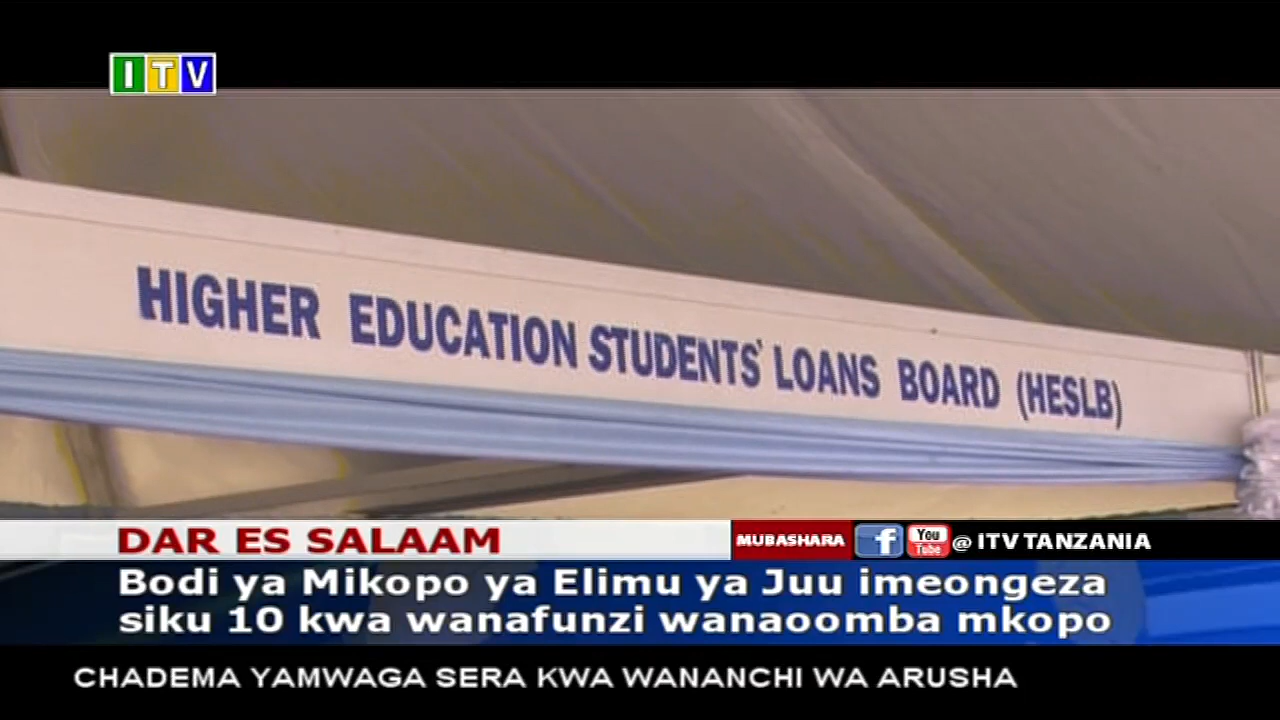 ITV
HIGHER EDUCATION STUDENTS' LOANS BOARD (HESLB)
DAR ES SALAAM
MUBASHARA f You Tube @ ITV TANZANIA
Bodi ya Mikopo ya Elimu ya Juu imeongeza
siku 10 kwa wanafunzi wanaoomba mkopo
CHADEMA YAMWAGA SERA KWA WANANCHI WA ARUSHA